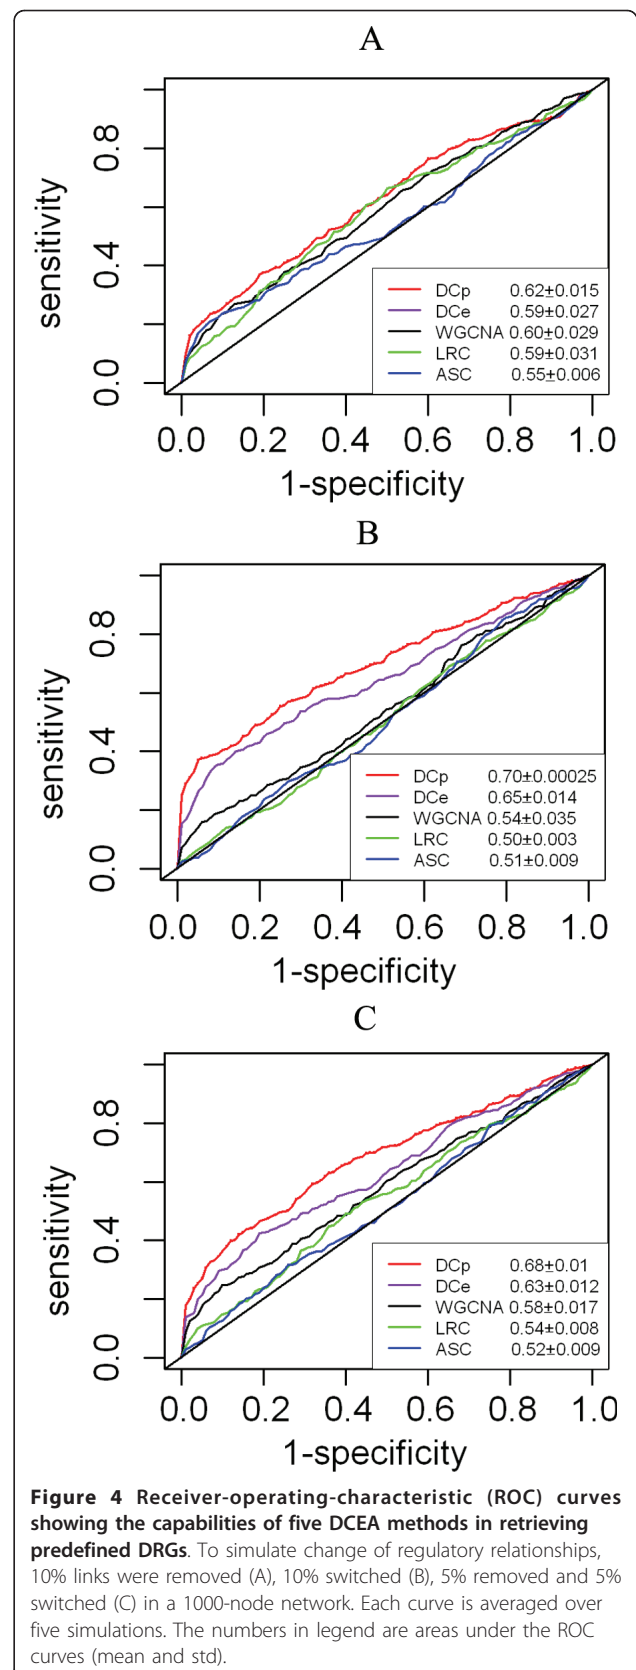 A
sensitivity
0.0 0.4 0.8
DCp 0.62±0.015
DCe 0.59±0.027
WGCNA 0.60±0.029
LRC 0.59±0.031
ASC 0.55±0.006
0.0 0.2 0.4 0.6 0.8 1.0
1-specificity
B
sensitivity
0.0 0.4 0.8
DCp 0.70±0.00025
DCe 0.65±0.014
WGCNA 0.54±0.035
LRC 0.50±0.003
ASC 0.51±0.009
0.0 0.2 0.4 0.6 0.8 1.0
1-specificity
C
sensitivity
0.0 0.4 0.8
DCp 0.68±0.01
DCe 0.63±0.012
WGCNA 0.58±0.017
LRC 0.54±0.008
ASC 0.52±0.009
0.0 0.2 0.4 0.6 0.8 1.0
1-specificity
Figure 4 Receiver-operating-characteristic (ROC) curves
showing the capabilities of five DCEA methods in retrieving
predefined DRGs. To simulate change of regulatory relationships,
10% links were removed (A), 10% switched (B), 5% removed and 5%
switched (C) in a 1000-node network. Each curve is averaged over
five simulations. The numbers in legend are areas under the ROC
curves (mean and std).